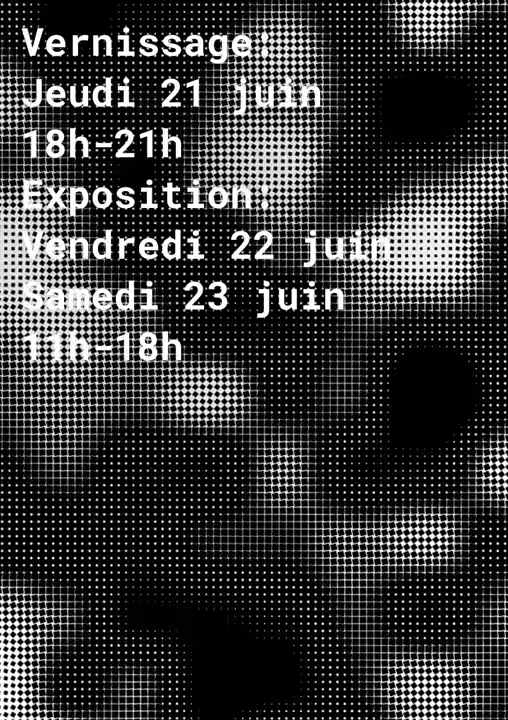 Vernissage:
Jeudi 21 juin
18h-21h
Exposition:
Vendredi 22 juin
Samedi 23 juin
11h-18h